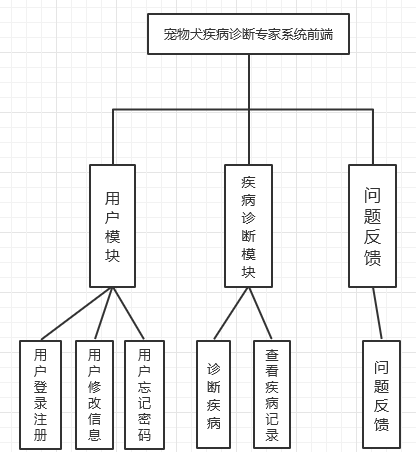 宠物犬疾病诊断专家系统前端
用户模块
疾病诊断模块
问题反馈
用户登录注册
用户修改信息
用户忘记密码
诊断疾病
查看疾病记录
问题反馈